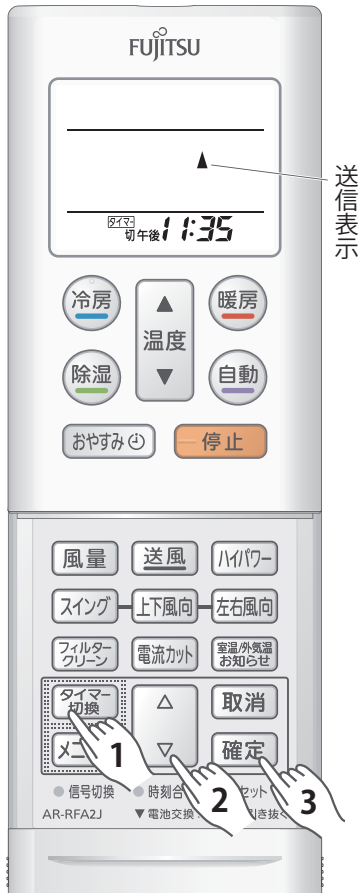 FUJITSU
送信表示
タイマー
切 午後 11:35
冷房
暖房
温度
除湿
自動
おやすみ
停止
風量
送風
ハイパワー
スイング
上下風向
左右風向
フィルター
クリーン
電流カット
室温/外気温
お知らせ
タイマー
切換
取消
確定
1
2
3
信号切換
時刻合
セット
AR-RFA2J
▼電池交換
引き抜く